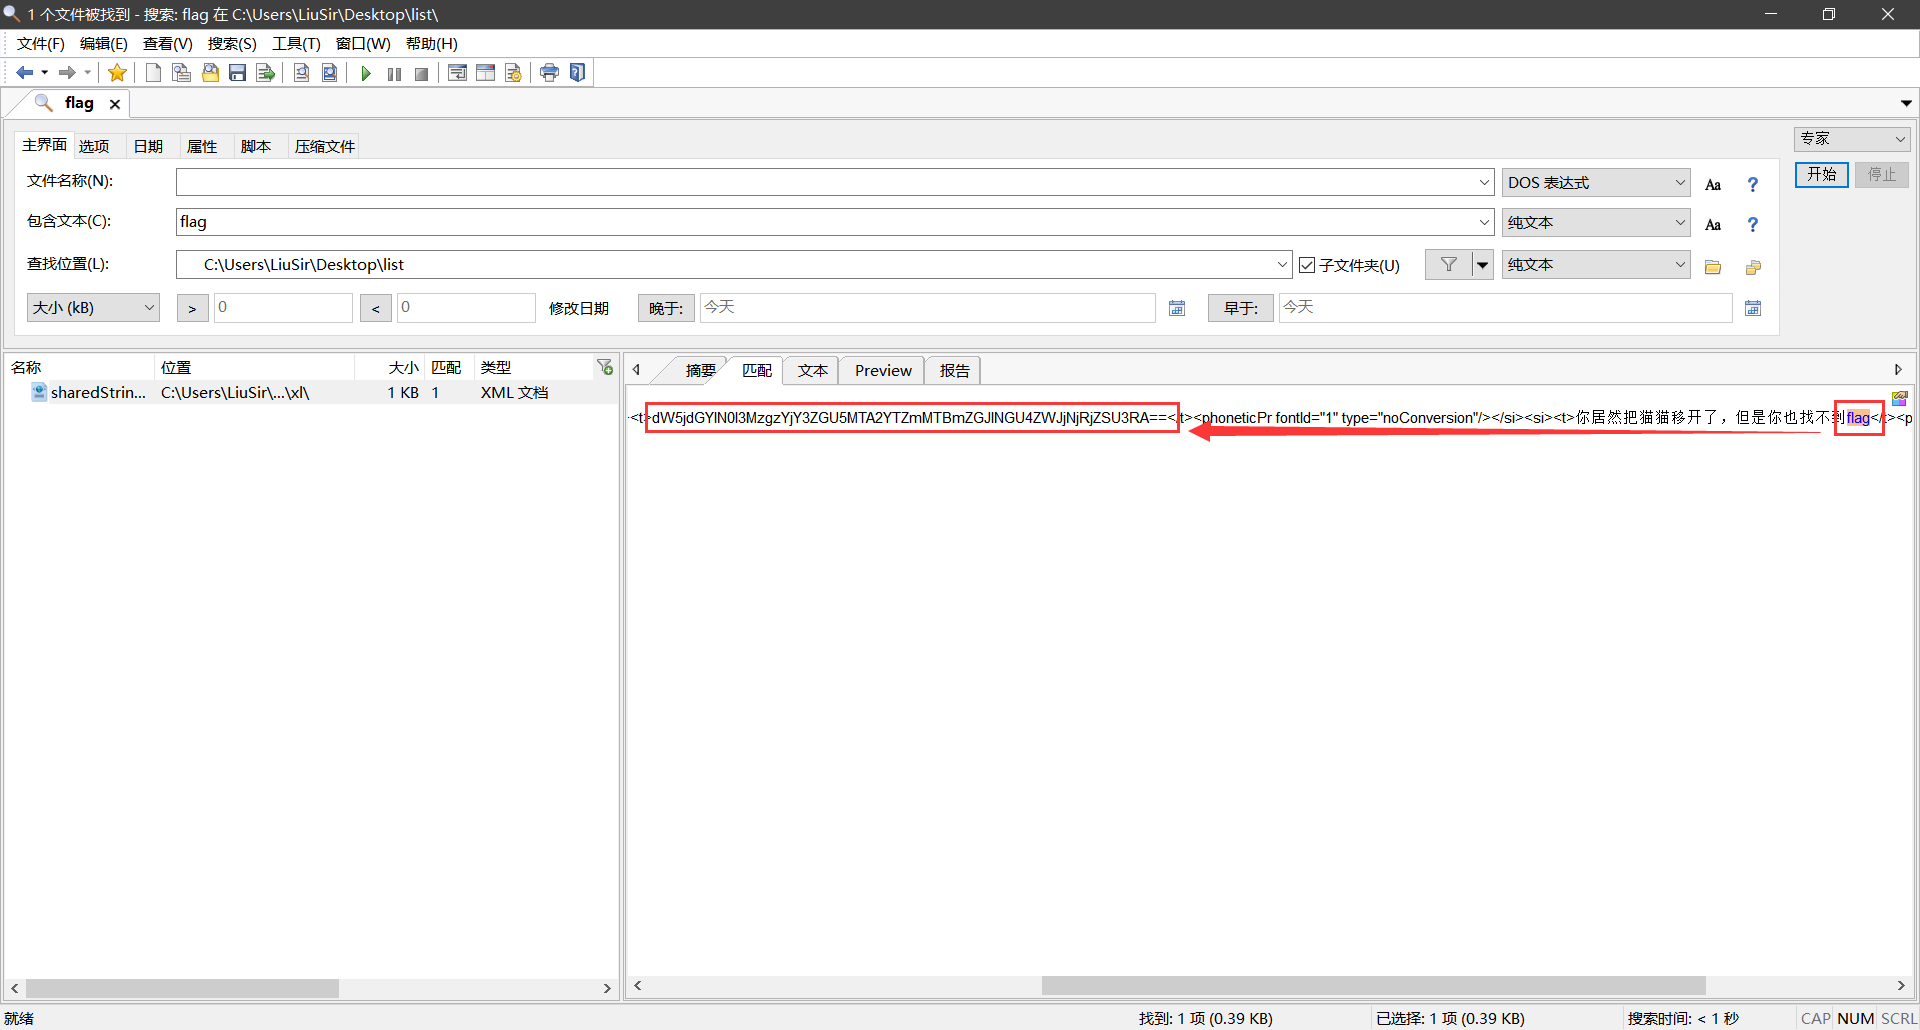 1 个文件被找到 - 搜索: flag 在 C:\Users\LiuSir\Desktop\list\
文件(F) 编辑(E) 查看(V) 搜索(S) 工具(T) 窗口(W) 帮助(H)
flag
主界面 选项 日期 属性 脚本 压缩文件
专家
文件名称(N): DOS 表达式 Aa ?
开始 停止
包含文本(C): flag 纯文本 Aa ?
查找位置(L): C:\Users\LiuSir\Desktop\list 子文件夹(U) 纯文本
大小 (kB) > 0 < 0 修改日期 晚于: 今天 早于: 今天
名称 位置 大小 匹配 类型
sharedStrin... C:\Users\LiuSir\...\xl\ 1 KB 1 XML 文档
摘要 匹配 文本 Preview 报告
<t>dW5jdGYlN0l3MzgzYjY3ZGU5MTA2YTZmMTBmZGJlNGU4ZWJjNjRjZSU3RA==</t><phoneticPr fontId="1" type="noConversion"/></si><si><t>你居然把猫猫移开了，但是你也找不到flag</t><p
就绪 找到: 1 项 (0.39 KB) 已选择: 1 项 (0.39 KB) 搜索时间: < 1 秒 CAP NUM SCRL